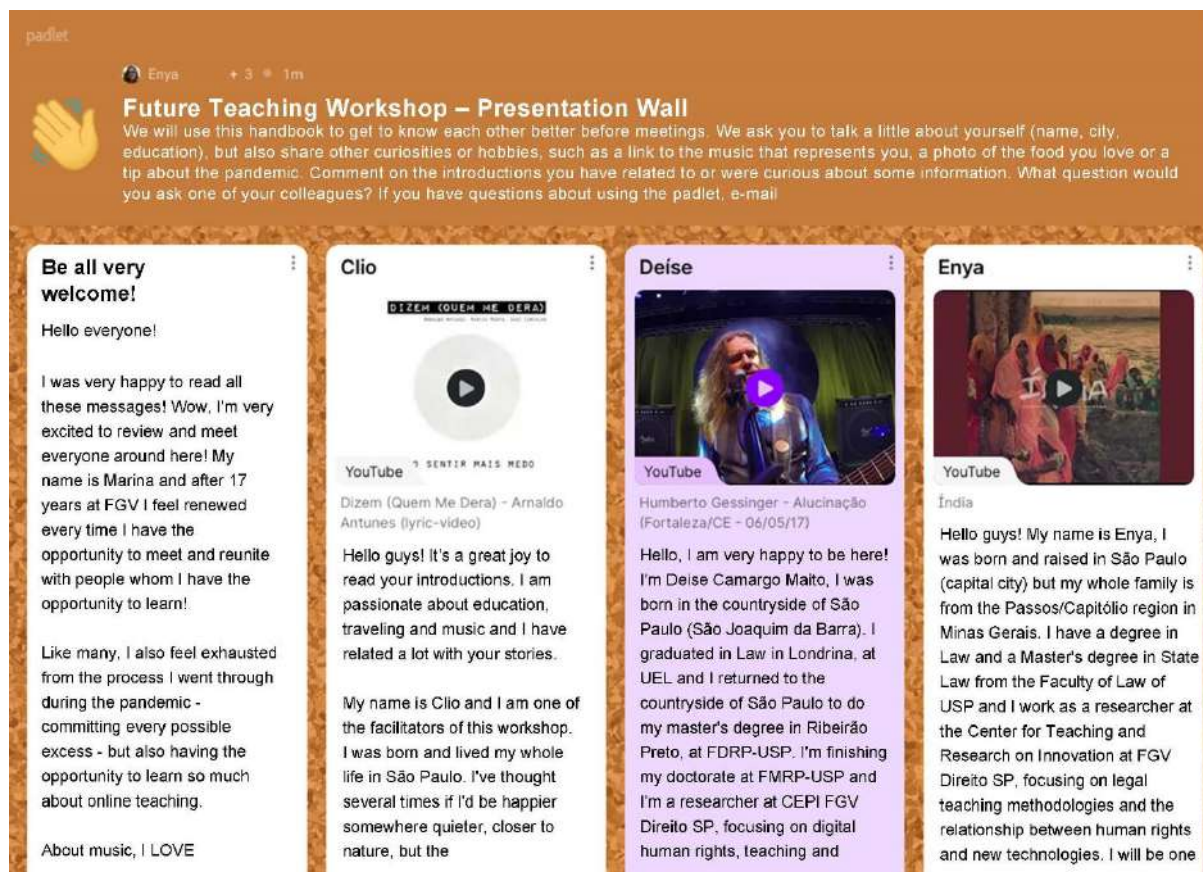 padlet
Enya + 3 1m
Future Teaching Workshop – Presentation Wall
We will use this handbook to get to know each other better before meetings. We ask you to talk a little about yourself (name, city,
education), but also share other curiosities or hobbies, such as a link to the music that represents you, a photo of the food you love or a
tip about the pandemic. Comment on the introductions you have related to or were curious about some information. What question would
you ask one of your colleagues? If you have questions about using the padlet, e-mail
Be all very
welcome!
Hello everyone!
I was very happy to read all
these messages! Wow, I'm very
excited to review and meet
everyone around here! My
name is Marina and after 17
years at FGV I feel renewed
every time I have the
opportunity to meet and reunite
with people whom I have the
opportunity to learn!
Like many, I also feel exhausted
from the process I went through
during the pandemic -
committing every possible
excess - but also having the
opportunity to learn so much
about online teaching.
About music, I LOVE
Clio
DIZEM (QUEM ME DERA)
SENTIR MAIS MEDO
YouTube
Dizem (Quem Me Dera) - Arnaldo
Antunes (lyric-video)
Hello guys! It's a great joy to
read your introductions. I am
passionate about education,
traveling and music and I have
related a lot with your stories.
My name is Clio and I am one of
the facilitators of this workshop.
I was born and lived my whole
life in São Paulo. I've thought
several times if I'd be happier
somewhere quieter, closer to
nature, but the
Deíse
YouTube
Humberto Gessinger - Alucinação
(Fortaleza/CE - 06/05/17)
Hello, I am very happy to be here!
I'm Deise Camargo Maito, I was
born in the countryside of São
Paulo (São Joaquim da Barra). I
graduated in Law in Londrina, at
UEL and I returned to the
countryside of São Paulo to do
my master's degree in Ribeirão
Preto, at FDRP-USP. I'm finishing
my doctorate at FMRP-USP and
I'm a researcher at CEPI FGV
Direito SP, focusing on digital
human rights, teaching and
Enya
YouTube
Índia
Hello guys! My name is Enya, I
was born and raised in São Paulo
(capital city) but my whole family is
from the Passos/Capitólio region in
Minas Gerais. I have a degree in
Law and a Master's degree in State
Law from the Faculty of Law of
USP and I work as a researcher at
the Center for Teaching and
Research on Innovation at FGV
Direito SP, focusing on legal
teaching methodologies and the
relationship between human rights
and new technologies. I will be one